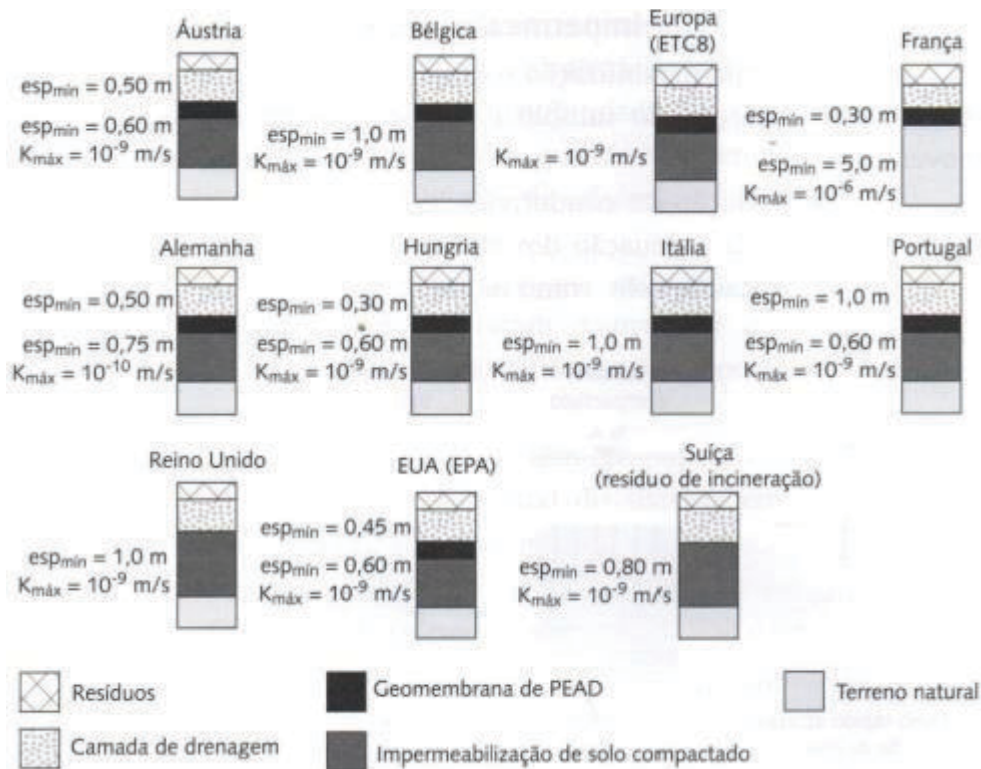 Áustria
esp_mín = 0,50 m
esp_mín = 0,60 m
K_máx = 10⁻⁹ m/s
Bélgica
esp_mín = 1,0 m
K_máx = 10⁻⁹ m/s
Europa
(ETC8)
K_máx = 10⁻⁹ m/s
França
esp_mín = 0,30 m
esp_mín = 5,0 m
K_máx = 10⁻⁶ m/s
Alemanha
esp_mín = 0,50 m
esp_mín = 0,75 m
K_máx = 10⁻¹⁰ m/s
Hungria
esp_mín = 0,30 m
esp_mín = 0,60 m
K_máx = 10⁻⁹ m/s
Itália
esp_mín = 1,0 m
K_máx = 10⁻⁹ m/s
Portugal
esp_mín = 1,0 m
esp_mín = 0,60 m
K_máx = 10⁻⁹ m/s
Reino Unido
esp_mín = 1,0 m
K_máx = 10⁻⁹ m/s
EUA (EPA)
esp_mín = 0,45 m
esp_mín = 0,60 m
K_máx = 10⁻⁹ m/s
Suíça
(resíduo de incineração)
esp_mín = 0,80 m
K_máx = 10⁻⁹ m/s
Resíduos
Geomembrana de PEAD
Terreno natural
Camada de drenagem
Impermeabilização de solo compactado